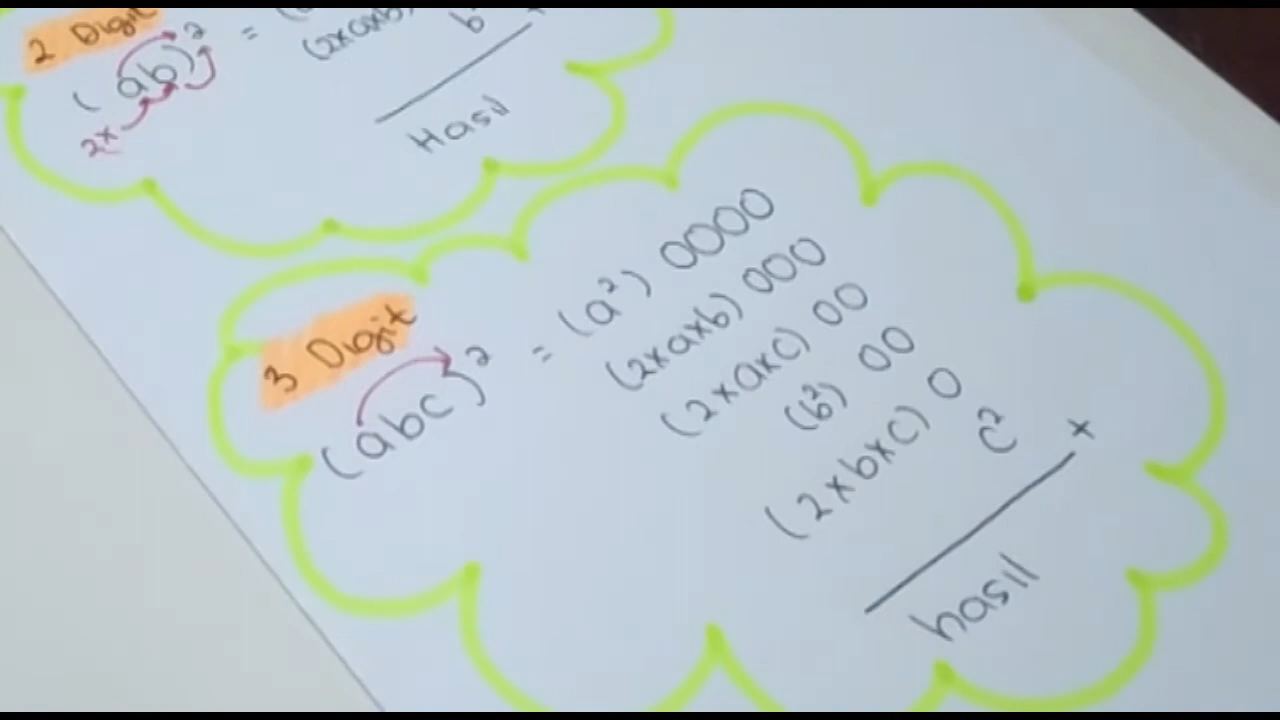 2 Digit
(ab)² =
2x
(2xaxb)
b
+
Hasil
3 Digit
(abc)² = (a²) 0000
(2xaxb) 000
(2xaxc) 00
(b²) 00
(2xbxc) 0
c²
+
hasil